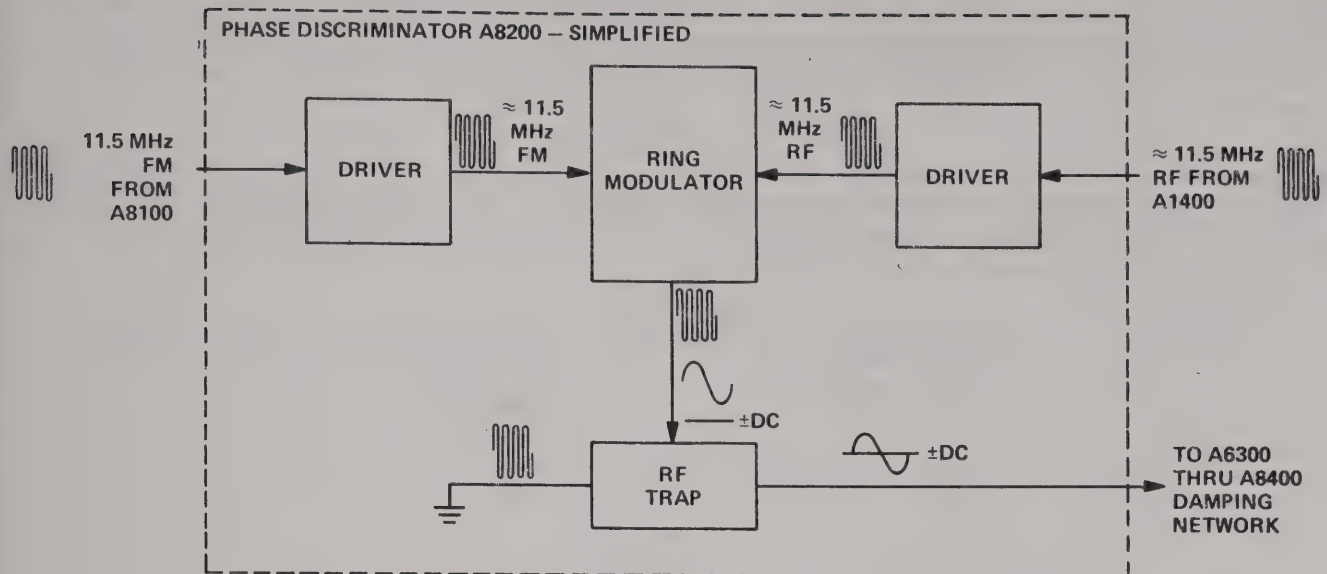 PHASE DISCRIMINATOR A8200 – SIMPLIFIED
11.5 MHz
FM
FROM
A8100
DRIVER
≈ 11.5
MHz
FM
RING
MODULATOR
≈ 11.5
MHz
RF
DRIVER
≈ 11.5 MHz
RF FROM
A1400
±DC
RF
TRAP
±DC
TO A6300
THRU A8400
DAMPING
NETWORK